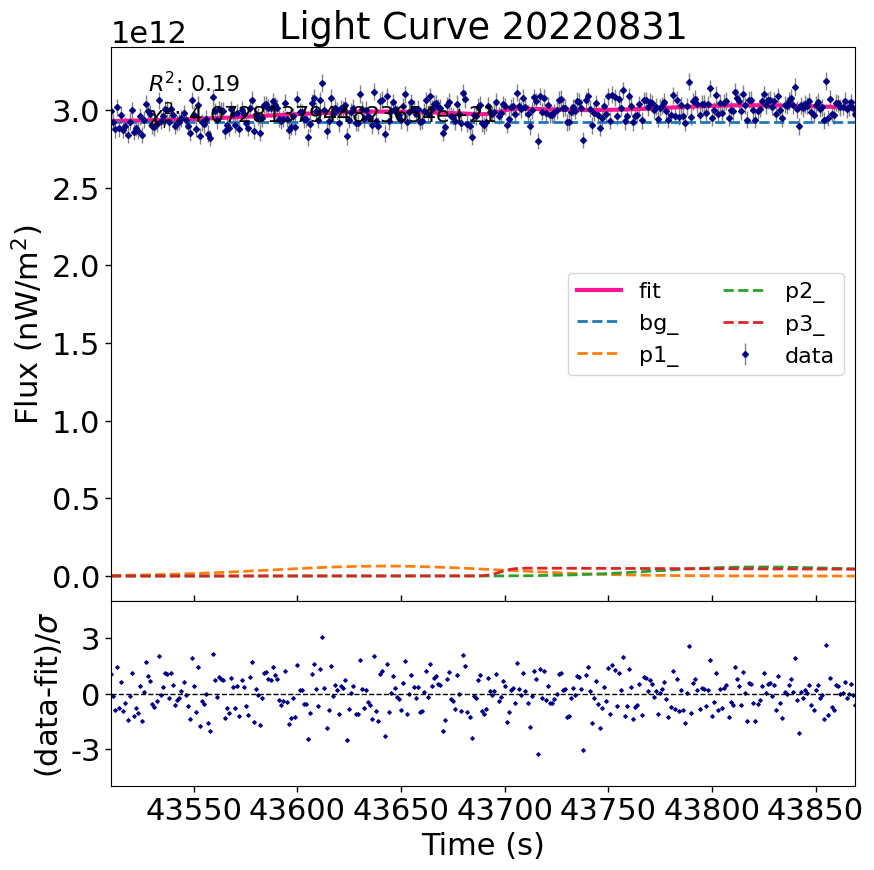 Light Curve 20220831
1e12
R²: 0.19
3.0
2.5
2.0
1.5
1.0
0.5
0.0
Flux (nW/m²)
fit
bg_
p1_
p2_
p3_
data
3
0
-3
(data-fit)/σ
43550 43600 43650 43700 43750 43800 43850
Time (s)